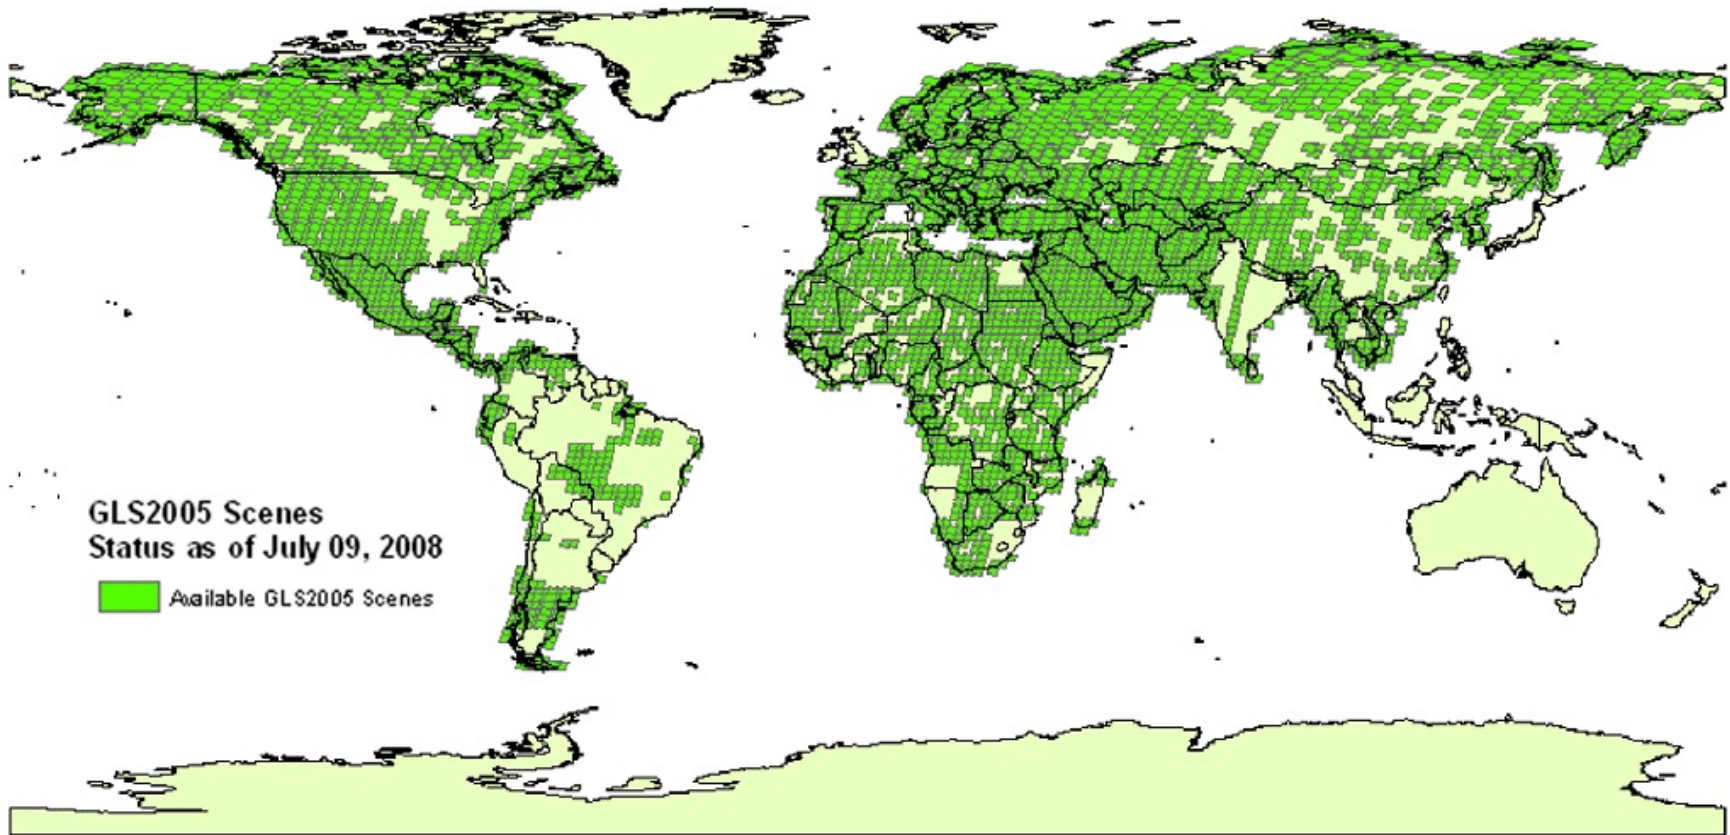 GLS2005 Scenes
Status as of July 09, 2008
Available GLS2005 Scenes